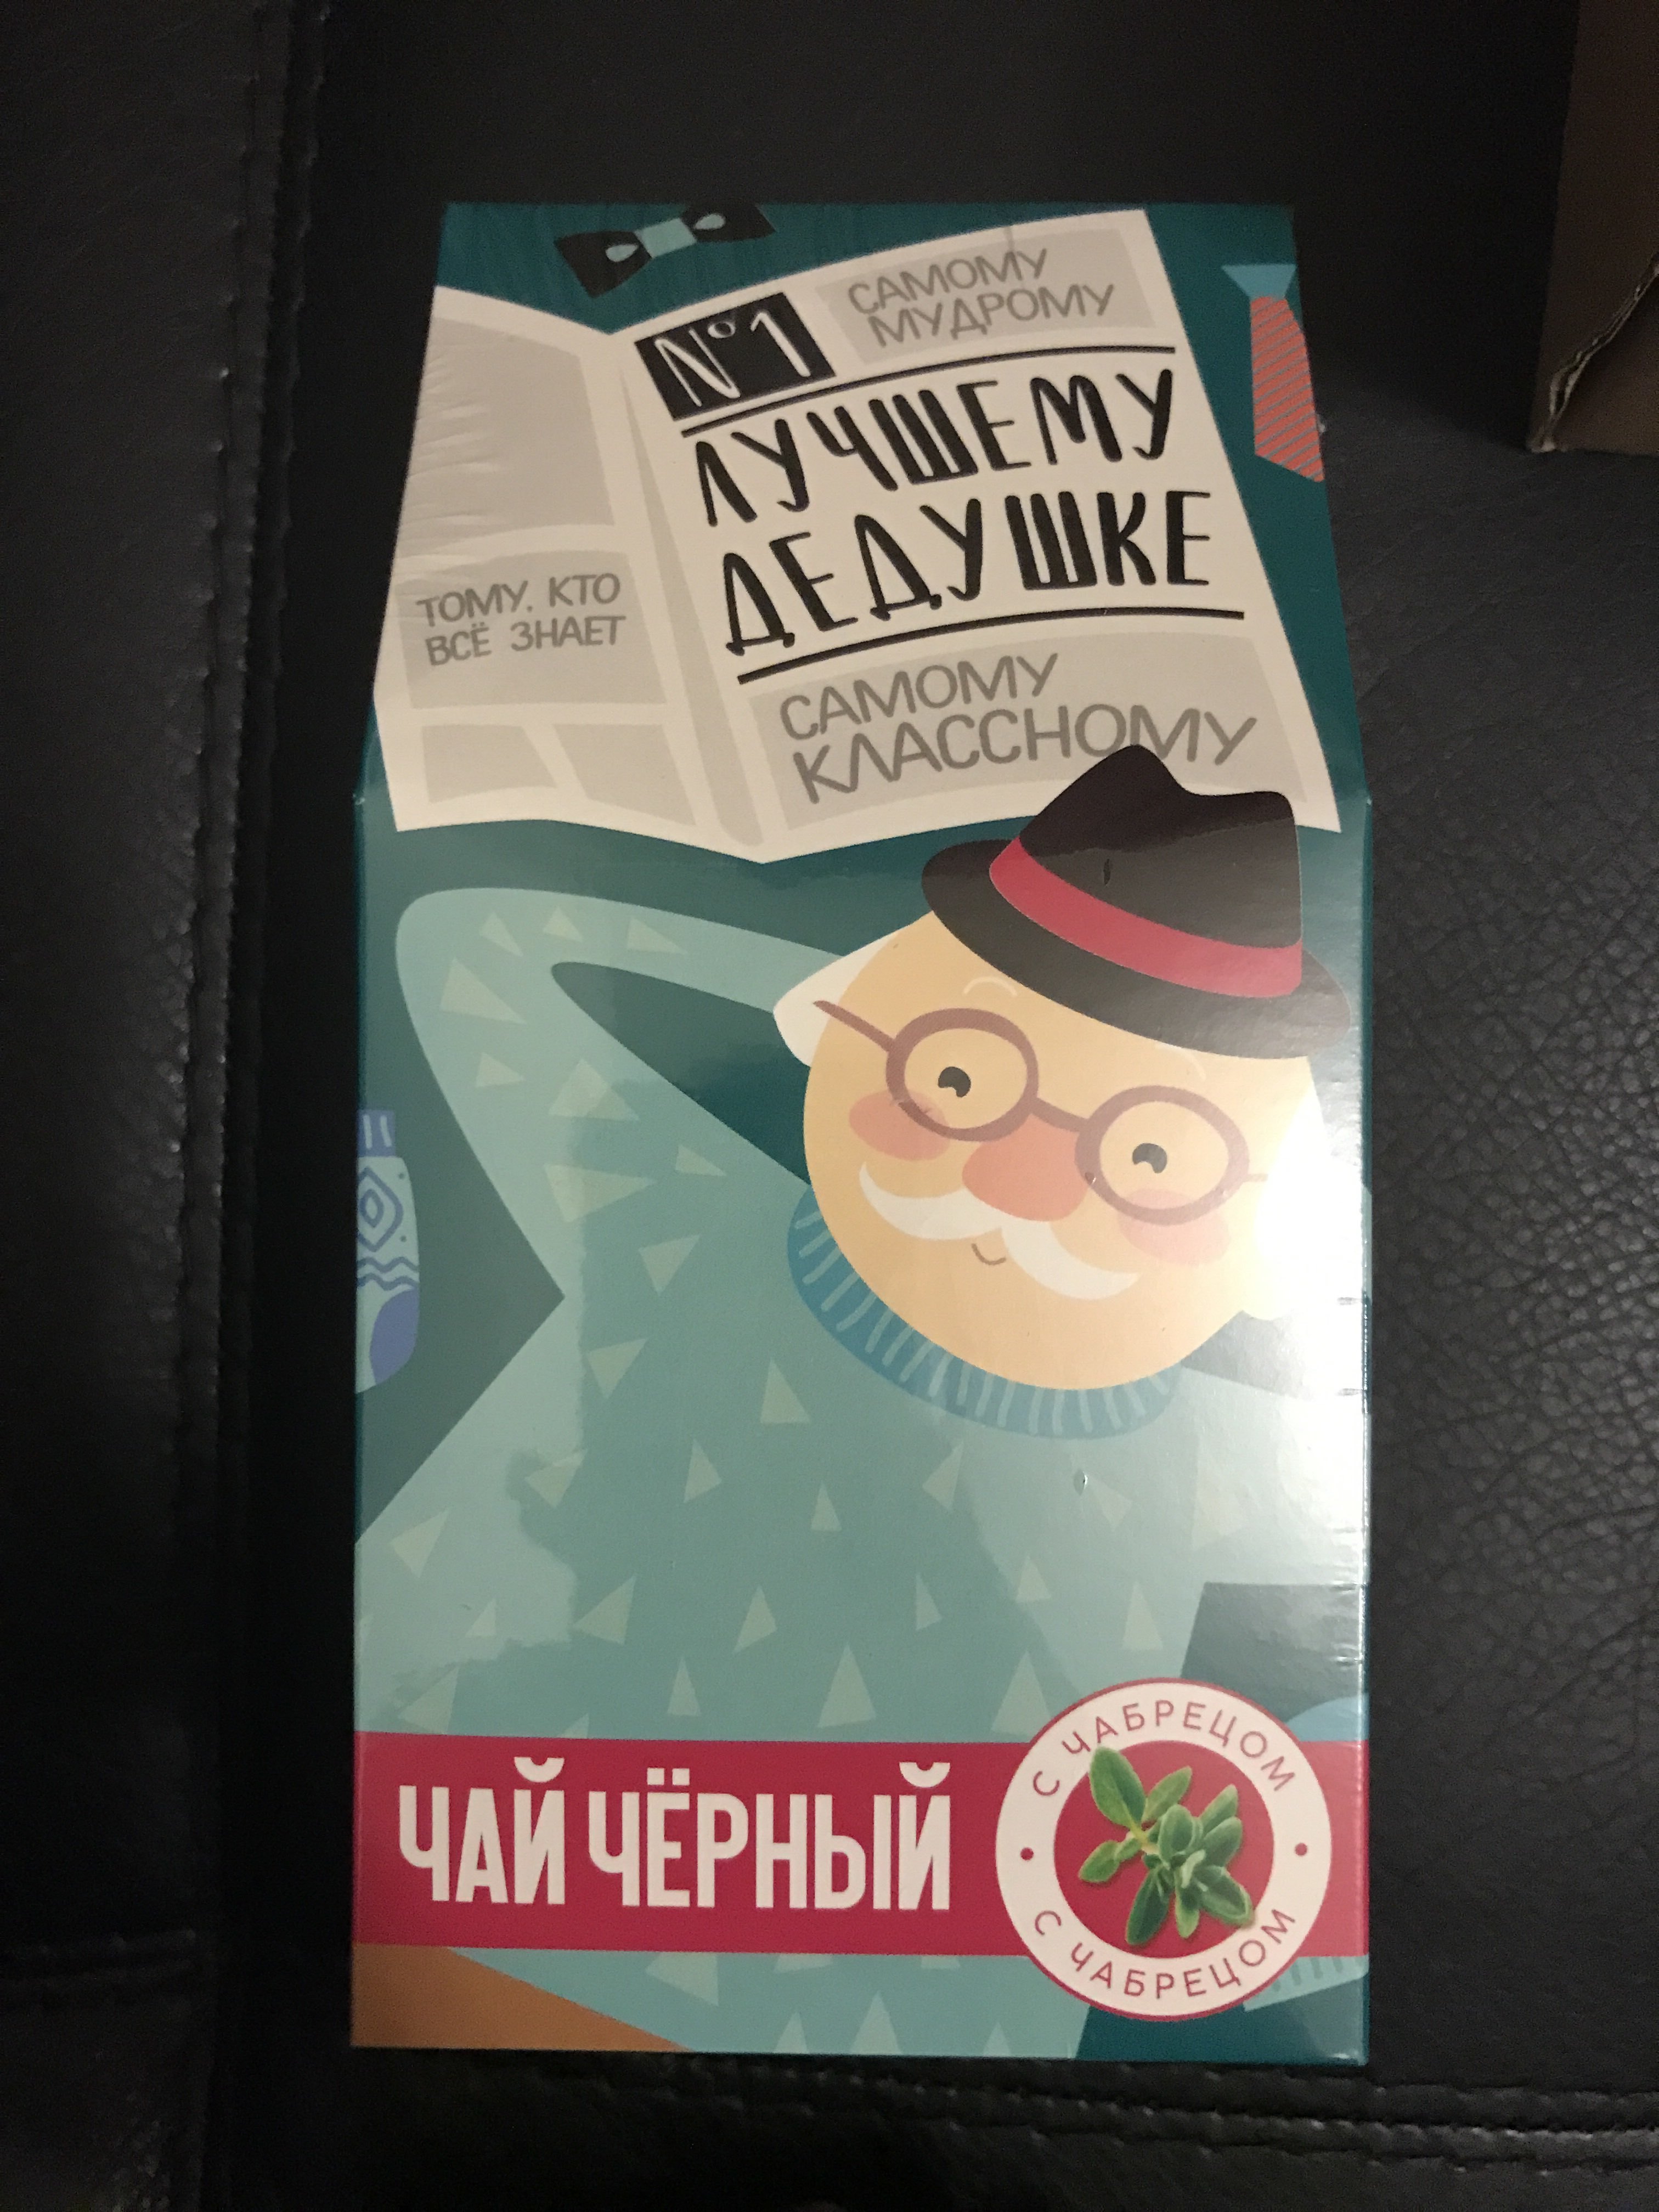 №1
САМОМУ
МУДРОМУ
ЛУЧШЕМУ
ДЕДУШКЕ
ТОМУ, КТО
ВСЁ ЗНАЕТ
САМОМУ
КЛАССНОМУ
ЧАЙ ЧЁРНЫЙ
С ЧАБРЕЦОМ
С ЧАБРЕЦОМ